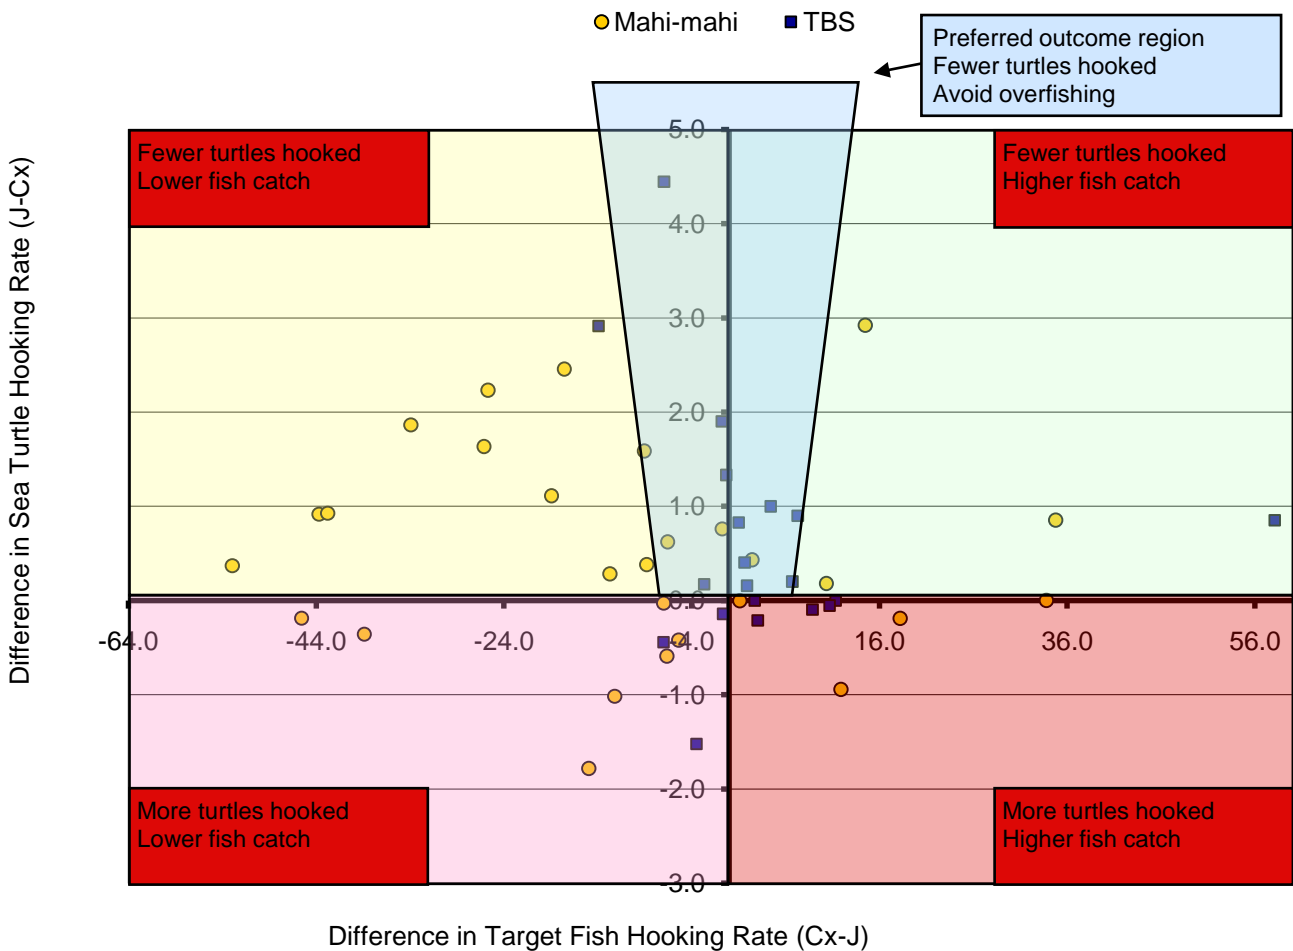 Mahi-mahi TBS
Preferred outcome region
Fewer turtles hooked
Avoid overfishing
Difference in Sea Turtle Hooking Rate (J-Cx)
5.0
Fewer turtles hooked
Lower fish catch
Fewer turtles hooked
Higher fish catch
4.0
3.0
2.0
1.0
0.0
-64.0 -44.0 -24.0 -4.0 16.0 36.0 56.0
-1.0
-2.0
More turtles hooked
Lower fish catch
More turtles hooked
Higher fish catch
-3.0
Difference in Target Fish Hooking Rate (Cx-J)